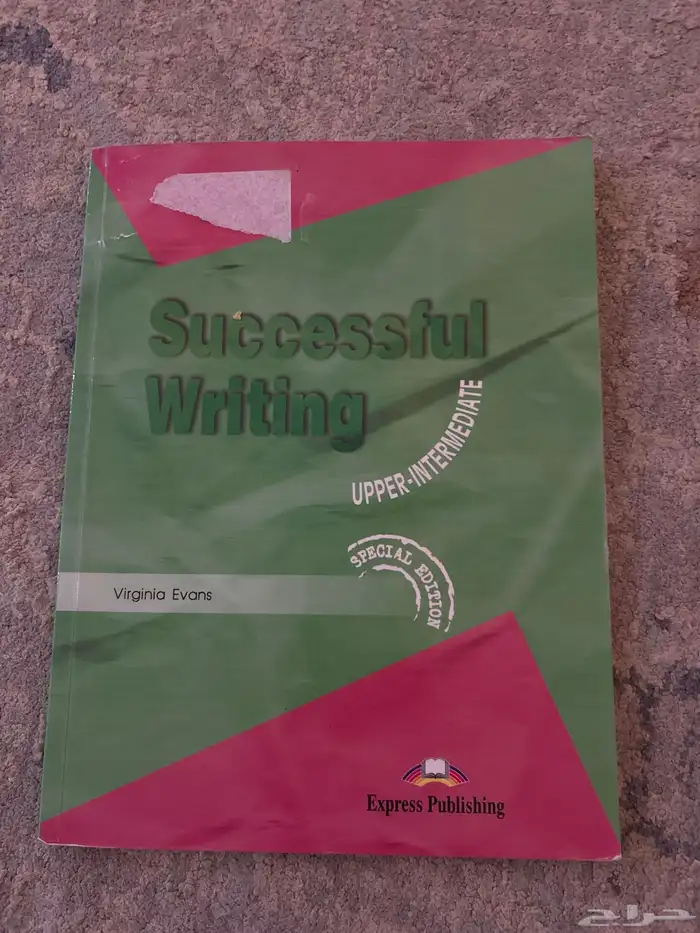 Successful
Writing
UPPER-INTERMEDIATE
SPECIAL EDITION
Virginia Evans
Express Publishing
حراج